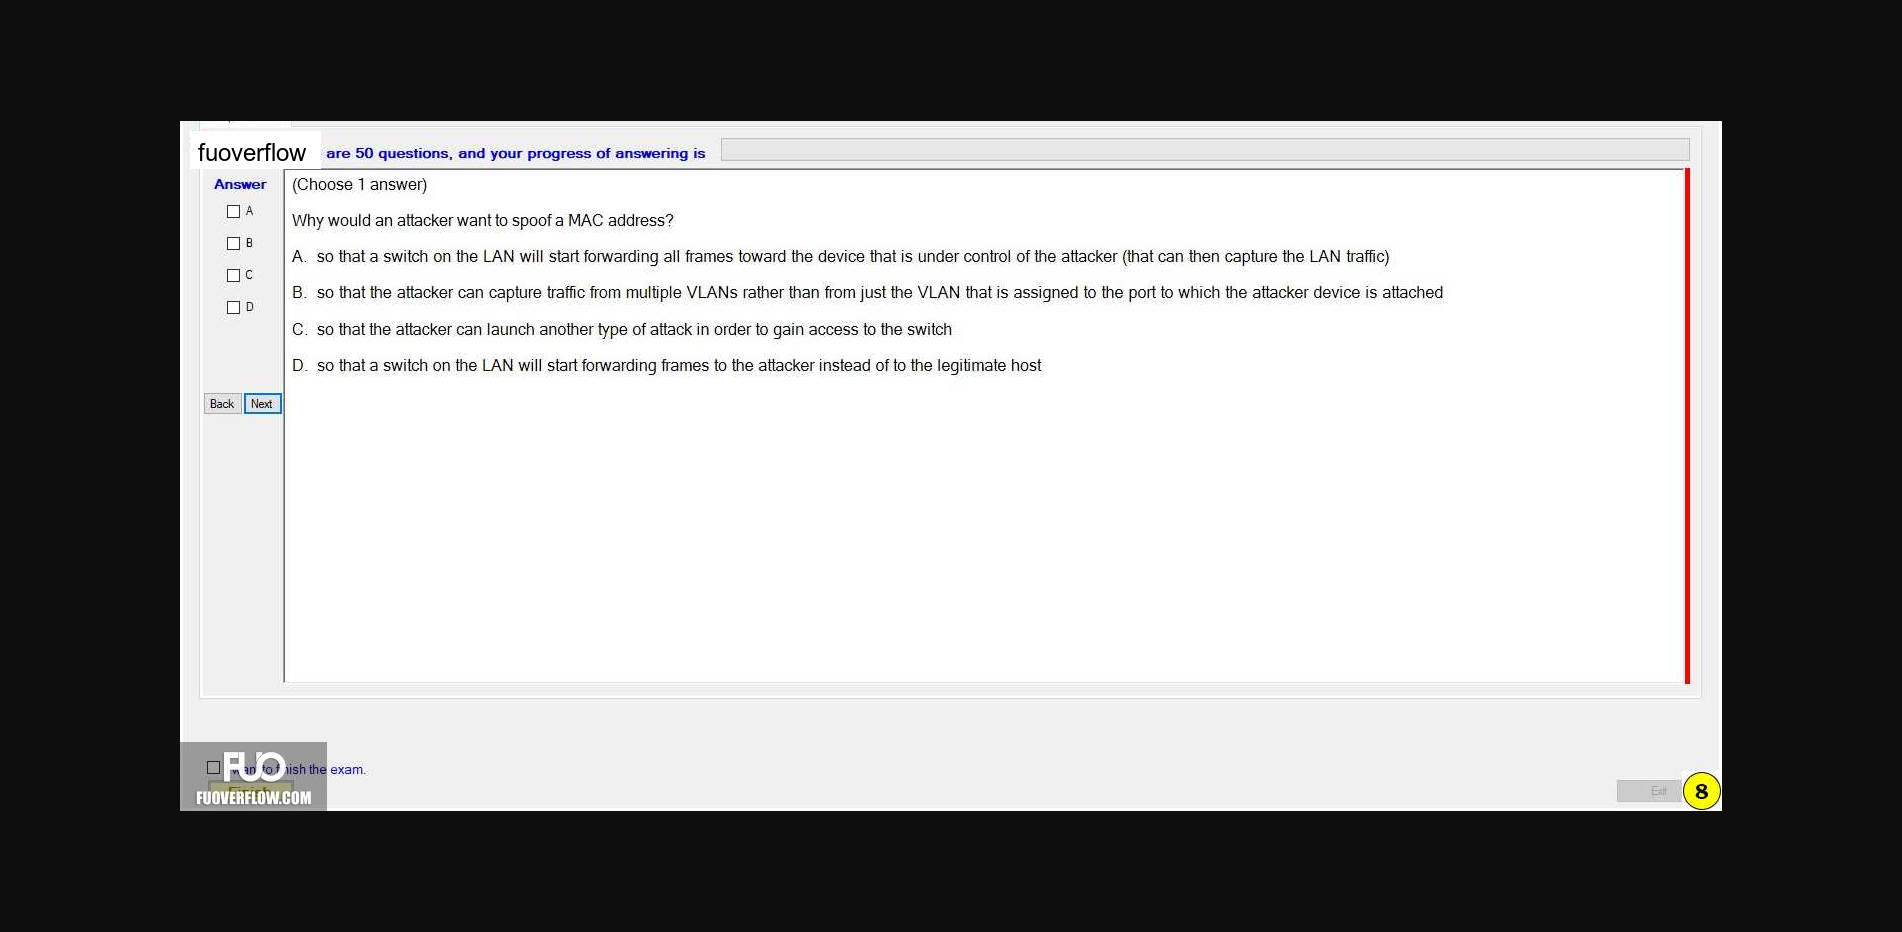 fuoverflow are 50 questions, and your progress of answering is
Answer
(Choose 1 answer)
A
Why would an attacker want to spoof a MAC address?
B
A. so that a switch on the LAN will start forwarding all frames toward the device that is under control of the attacker (that can then capture the LAN traffic)
C
B. so that the attacker can capture traffic from multiple VLANs rather than from just the VLAN that is assigned to the port to which the attacker device is attached
D
C. so that the attacker can launch another type of attack in order to gain access to the switch
D. so that a switch on the LAN will start forwarding frames to the attacker instead of to the legitimate host
Back Next
FUO
the exam.
FUOVERFLOW.COM
Exit
8